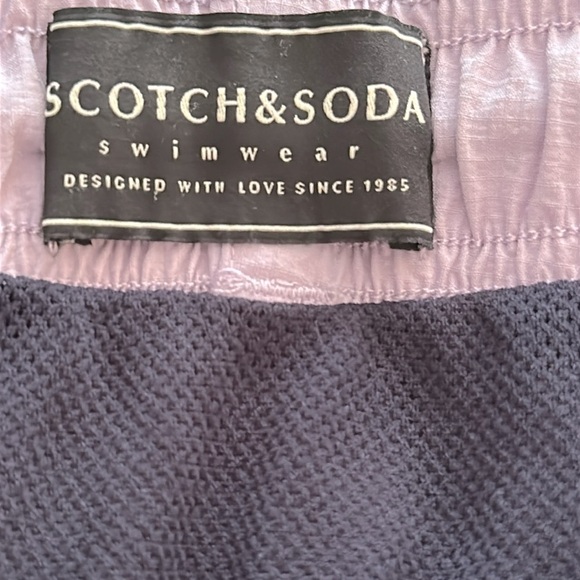 SCOTCH&SODA
swimwear
DESIGNED WITH LOVE SINCE 1985